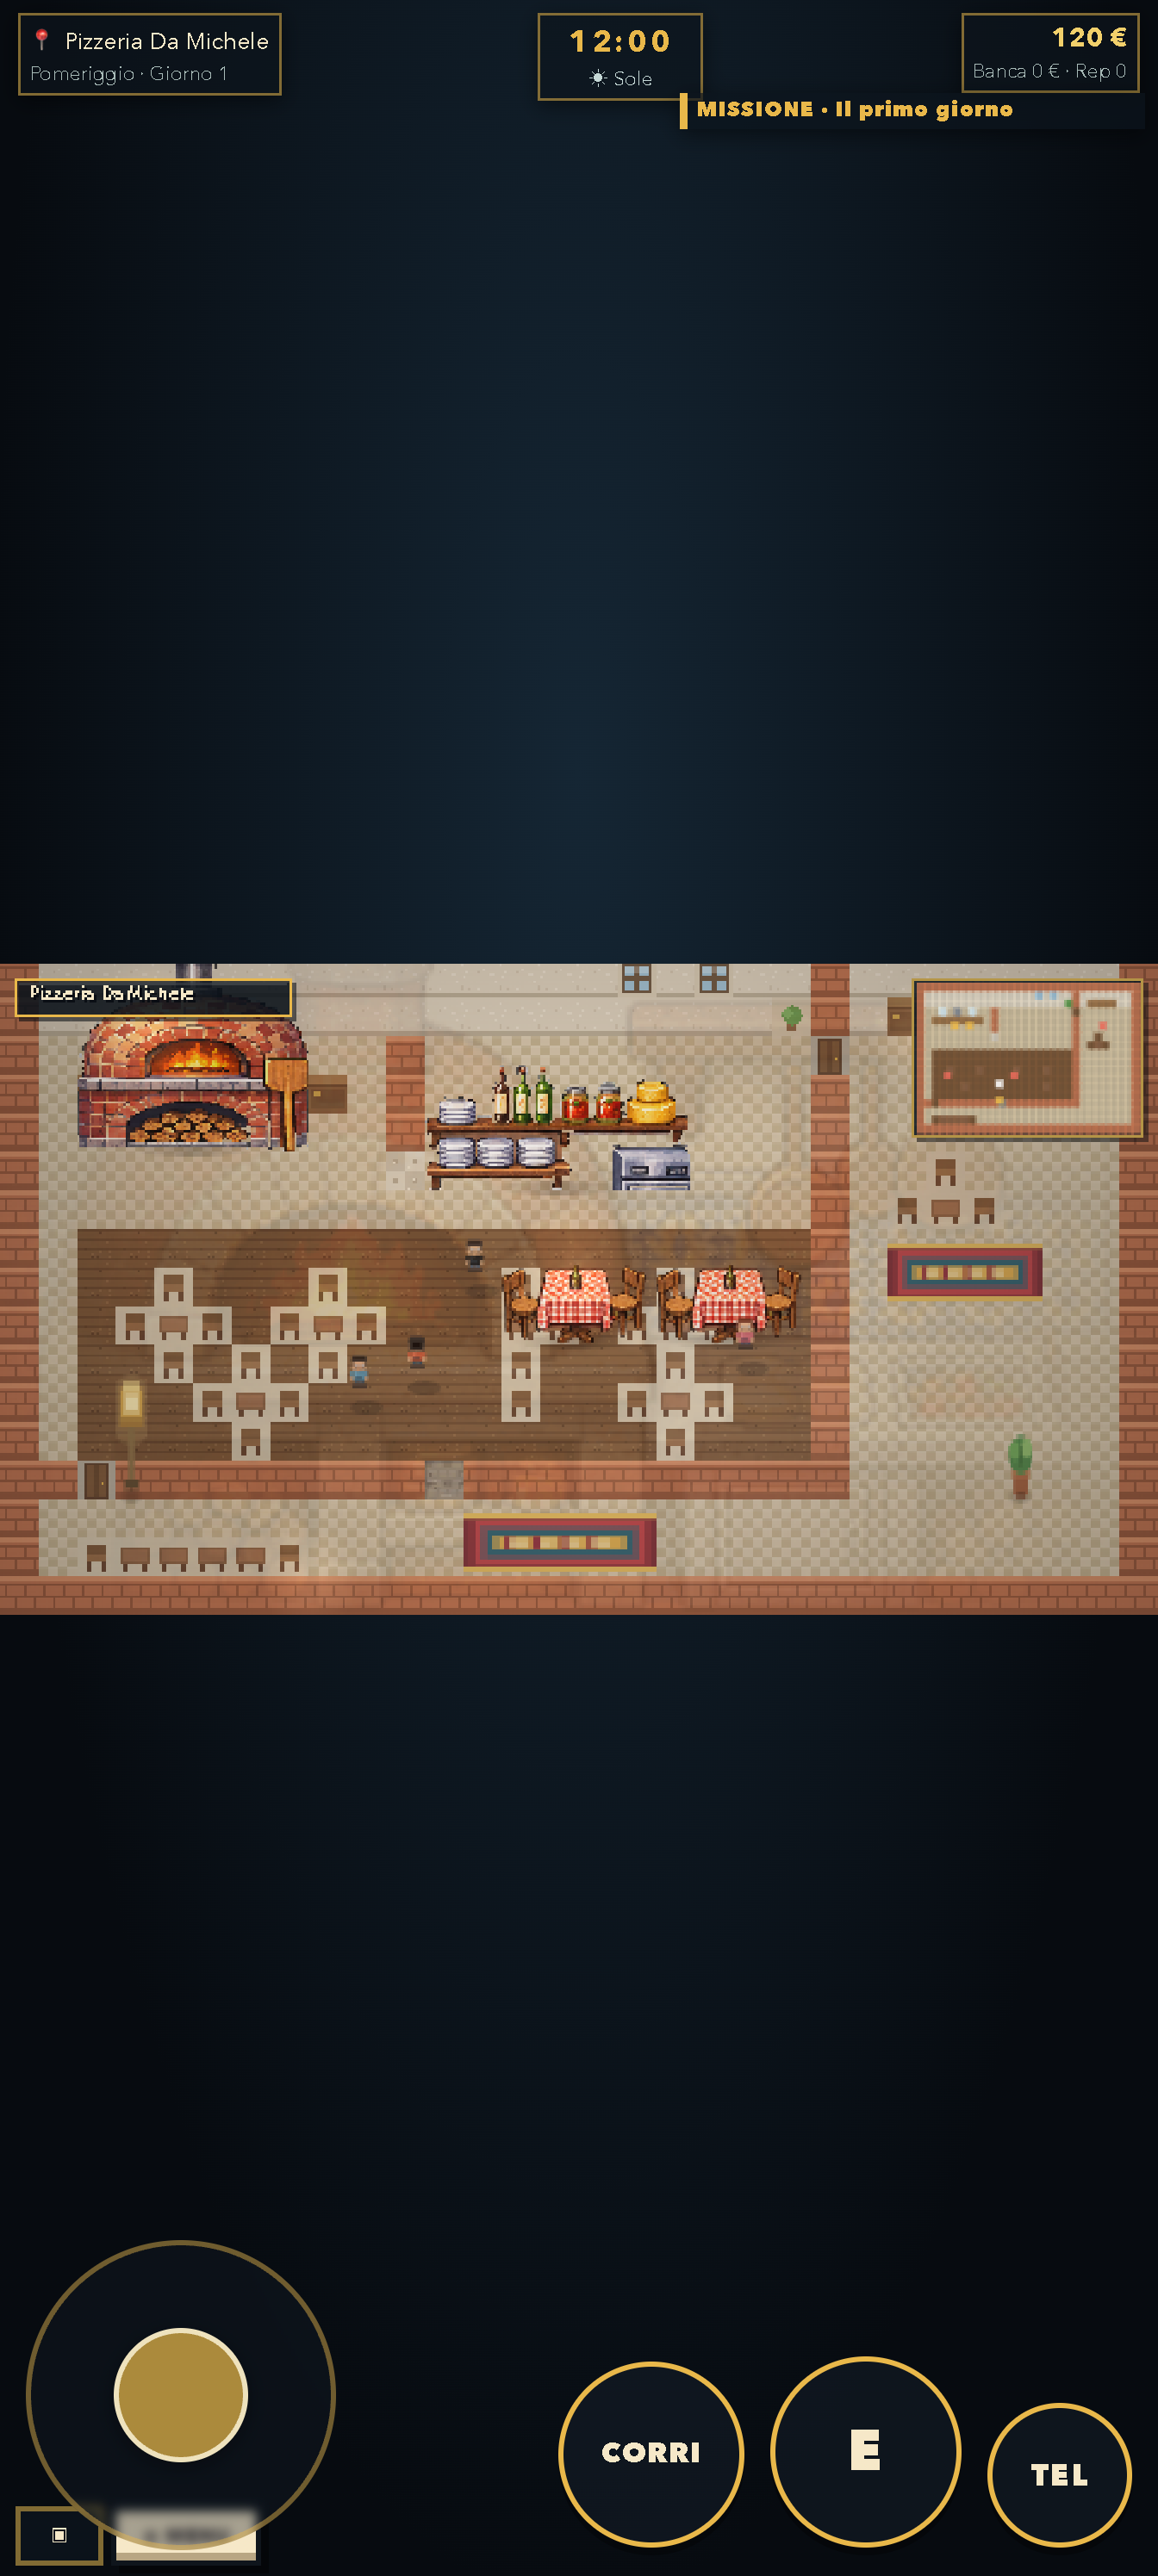 Pizzeria Da Michele
Pomeriggio · Giorno 1
12:00
Sole
120 €
Banca 0 € · Rep 0
MISSIONE · Il primo giorno
Pizzeria Da Michele
CORRI
E
TEL